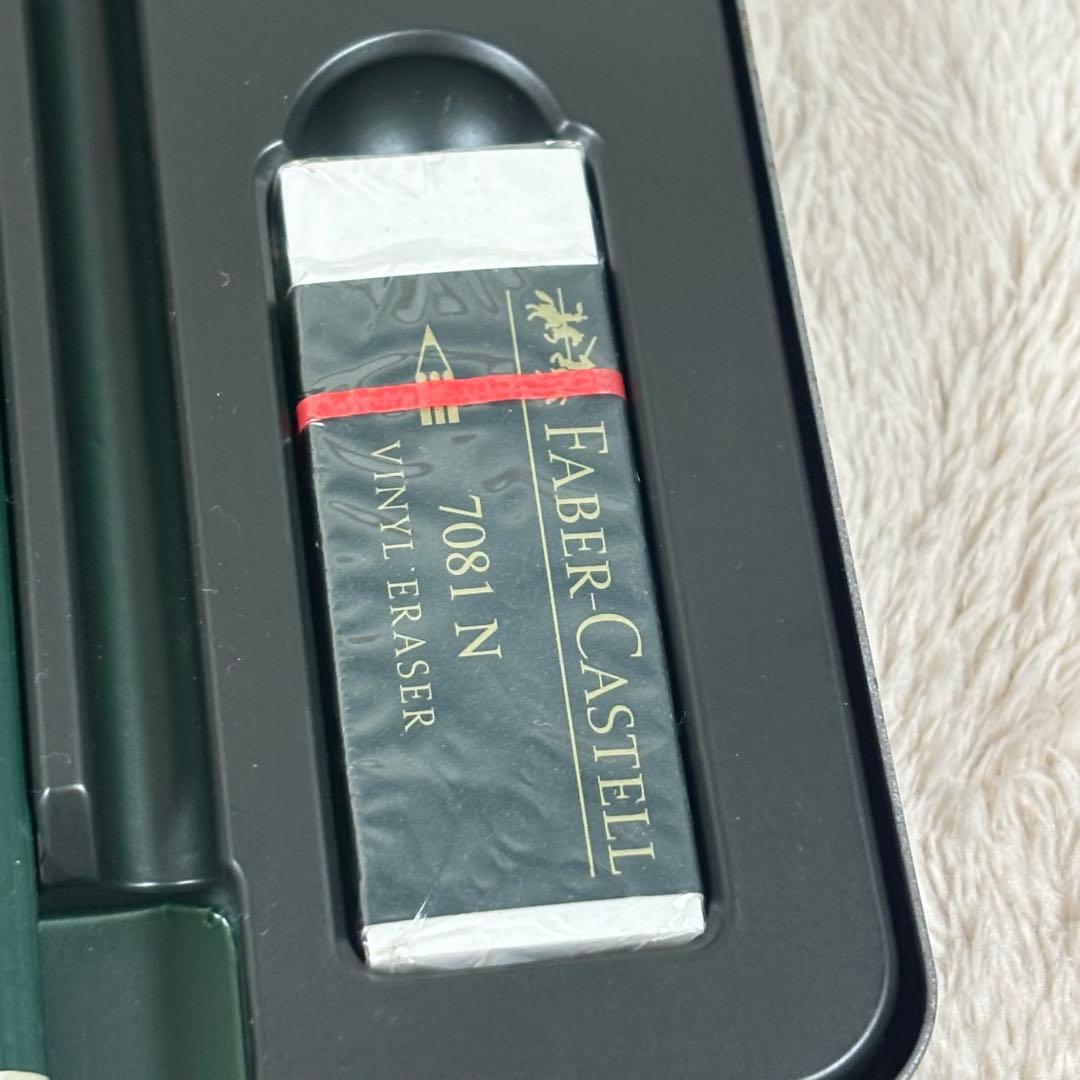 FABER-CASTELL
7081 N
VINYL ERASER